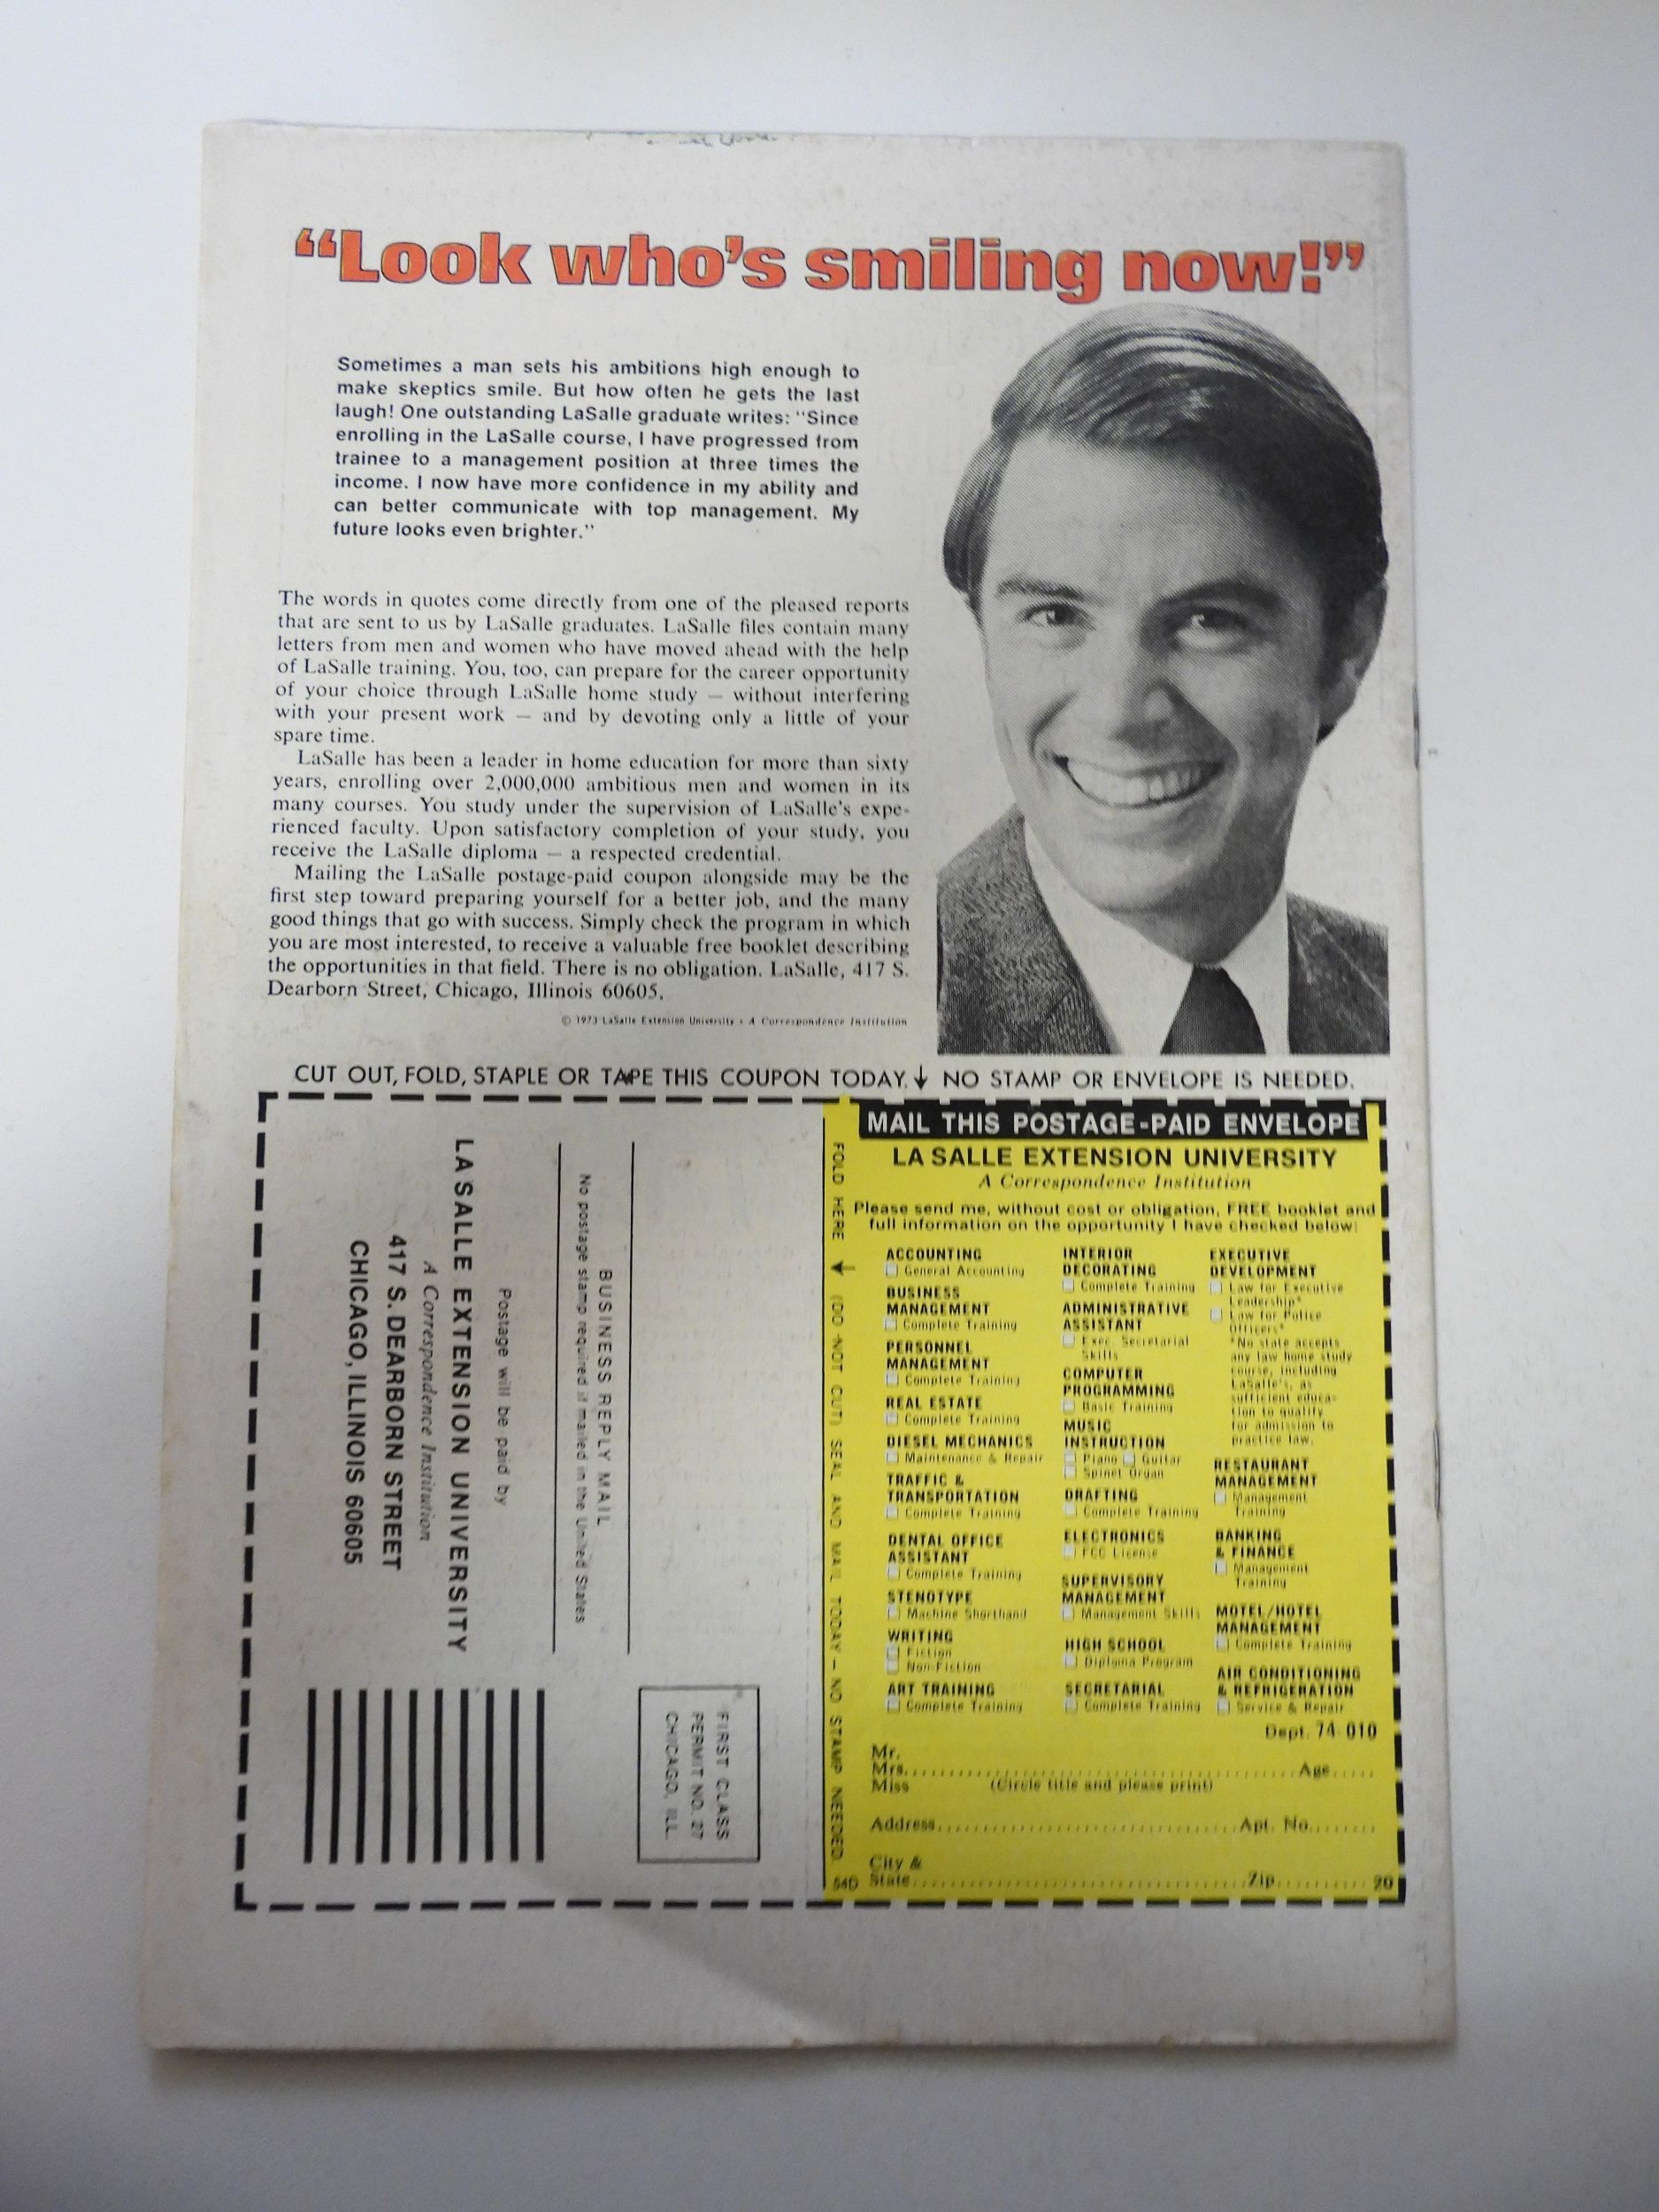 “Look who's smiling now!”
Sometimes a man sets his ambitions high enough to
make skeptics smile. But how often he gets the last
laugh! One outstanding LaSalle graduate writes: “Since
enrolling in the LaSalle course, I have progressed from
trainee to a management position at three times the
income. I now have more confidence in my ability and
can better communicate with top management. My
future looks even brighter.”
The words in quotes come directly from one of the pleased reports
that are sent to us by LaSalle graduates. LaSalle files contain many
letters from men and women who have moved ahead with the help
of LaSalle training. You, too, can prepare for the career opportunity
of your choice through LaSalle home study — without interfering
with your present work — and by devoting only a little of your
spare time.
LaSalle has been a leader in home education for more than sixty
years, enrolling over 2,000,000 ambitious men and women in its
many courses. You study under the supervision of LaSalle's expe-
rienced faculty. Upon satisfactory completion of your study, you
receive the LaSalle diploma — a respected credential.
Mailing the LaSalle postage-paid coupon alongside may be the
first step toward preparing yourself for a better job, and the many
good things that go with success. Simply check the program in which
you are most interested, to receive a valuable free booklet describing
the opportunities in that field. There is no obligation. LaSalle, 417 S.
Dearborn Street, Chicago, Illinois 60605.
© 1973 LaSalle Extension University • A Correspondence Institution
CUT OUT, FOLD, STAPLE OR TAPE THIS COUPON TODAY. ↓ NO STAMP OR ENVELOPE IS NEEDED.
FIRST CLASS
PERMIT NO. 27
CHICAGO, ILL.
BUSINESS REPLY MAIL
No postage stamp required if mailed in the United States
Postage will be paid by
LA SALLE EXTENSION UNIVERSITY
A Correspondence Institution
417 S. DEARBORN STREET
CHICAGO, ILLINOIS 60605
FOLD HERE (DO NOT CUT) SEAL AND MAIL TODAY — NO STAMP NEEDED.
MAIL THIS POSTAGE-PAID ENVELOPE
LA SALLE EXTENSION UNIVERSITY
A Correspondence Institution
Please send me, without cost or obligation, FREE booklet and
full information on the opportunity I have checked below:
ACCOUNTING
General Accounting
BUSINESS
MANAGEMENT
Complete Training
PERSONNEL
MANAGEMENT
Complete Training
REAL ESTATE
Complete Training
DIESEL MECHANICS
Maintenance & Repair
TRAFFIC &
TRANSPORTATION
Complete Training
DENTAL OFFICE
ASSISTANT
Complete Training
STENOTYPE
Machine Shorthand
WRITING
Fiction
Non-Fiction
ART TRAINING
Complete Training
INTERIOR
DECORATING
Complete Training
ADMINISTRATIVE
ASSISTANT
Exec. Secretarial
Skills
COMPUTER
PROGRAMMING
Basic Training
MUSIC
INSTRUCTION
Piano Guitar
Spinet Organ
DRAFTING
Complete Training
ELECTRONICS
FCC License
SUPERVISORY
MANAGEMENT
Management Skills
HIGH SCHOOL
Diploma Program
SECRETARIAL
Complete Training
EXECUTIVE
DEVELOPMENT
Law for Executive
Leadership*
Law for Police
Officers*
*No state accepts
any law home study
course, including
LaSalle's, as
sufficient educa-
tion to qualify
for admission to
practice law.
RESTAURANT
MANAGEMENT
Management
Training
BANKING
& FINANCE
Management
Training
MOTEL/HOTEL
MANAGEMENT
Complete Training
AIR CONDITIONING
& REFRIGERATION
Service & Repair
Dept. 74-010
Mr.
Mrs. Age
Miss (Circle title and please print)
Address Apt. No.
City &
State Zip 20
54D